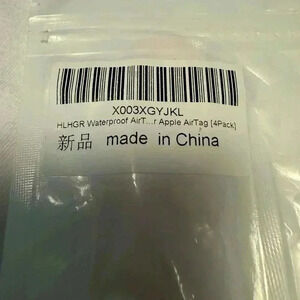 X003XGYJKL
HLHGR Waterproof AirT...r Apple AirTag [4Pack]
新品 made in China